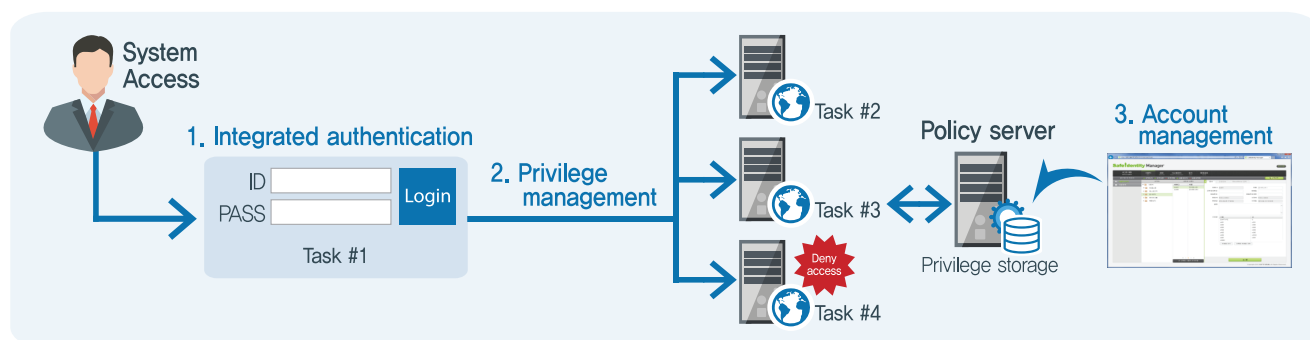 System
Access
1. Integrated authentication
ID
PASS
Login
Task #1
2. Privilege
management
Task #2
Task #3
Deny
access
Task #4
Policy server
Privilege storage
3. Account
management
Safe Identity Manager